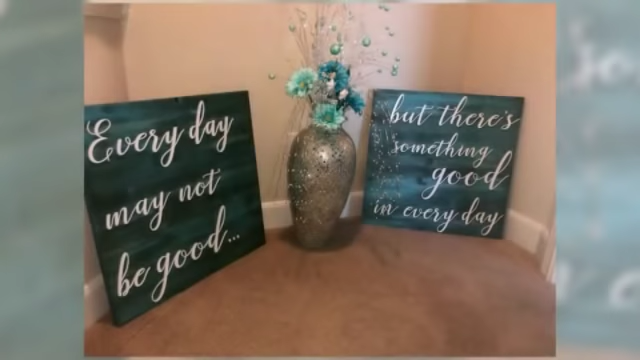 Every day
may not
be good...
but there's
something
good
in every day